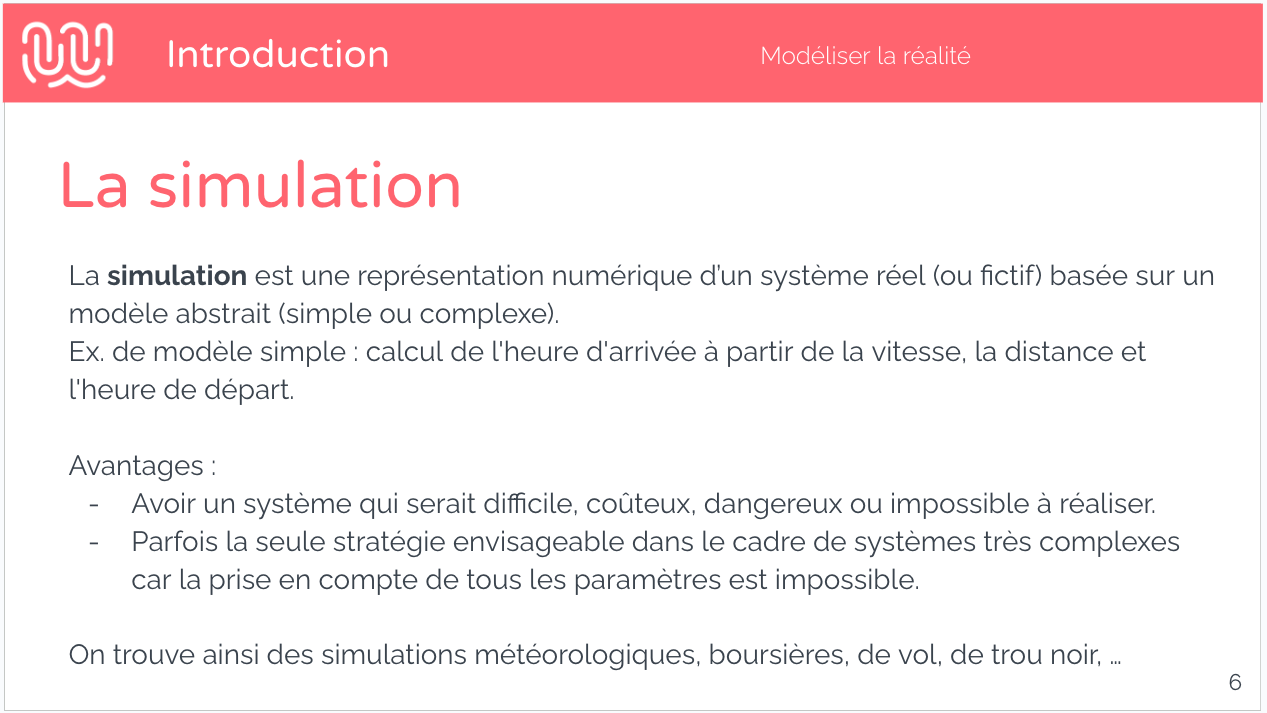 Introduction
Modéliser la réalité
La simulation
La simulation est une représentation numérique d’un système réel (ou fictif) basée sur un
modèle abstrait (simple ou complexe).
Ex. de modèle simple : calcul de l'heure d'arrivée à partir de la vitesse, la distance et
l'heure de départ.
Avantages :
- Avoir un système qui serait difficile, coûteux, dangereux ou impossible à réaliser.
- Parfois la seule stratégie envisageable dans le cadre de systèmes très complexes
car la prise en compte de tous les paramètres est impossible.
On trouve ainsi des simulations météorologiques, boursières, de vol, de trou noir, …
6